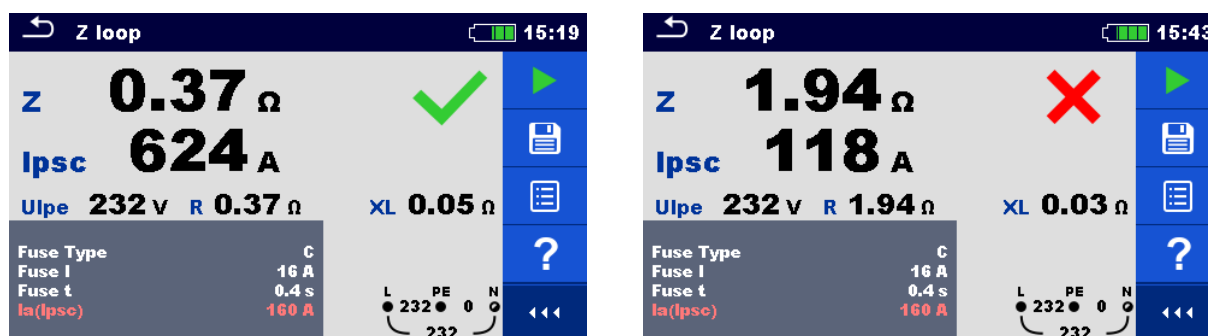 Z loop 15:19
Z 0.37 Ω
Ipsc 624 A
Ulpe 232 V R 0.37 Ω XL 0.05 Ω
Fuse Type C
Fuse I 16 A
Fuse t 0.4 s
Ia(Ipsc) 160 A
L PE N
232 0
232
?
Z loop 15:43
Z 1.94 Ω
Ipsc 118 A
Ulpe 232 V R 1.94 Ω XL 0.03 Ω
Fuse Type C
Fuse I 16 A
Fuse t 0.4 s
Ia(Ipsc) 160 A
L PE N
232 0
232
?